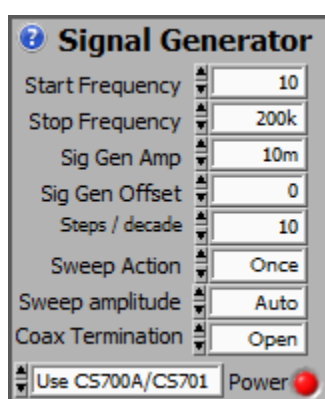 ? Signal Generator
Start Frequency 10
Stop Frequency 200k
Sig Gen Amp 10m
Sig Gen Offset 0
Steps / decade 10
Sweep Action Once
Sweep amplitude Auto
Coax Termination Open
Use CS700A/CS701 Power